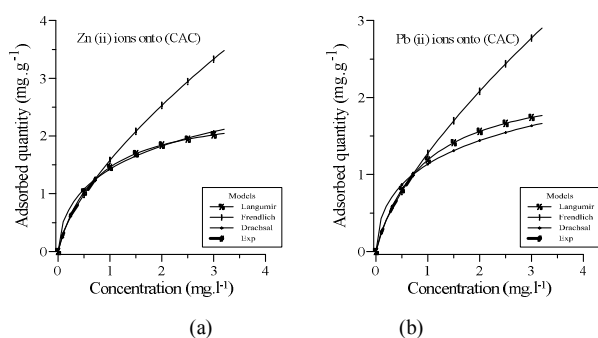 Zn (ii) ions onto (CAC)
Adsorbed quantity (mg.g-1)
4
3
2
1
0
0 1 2 3 4
Concentration (mg.l-1)
Models
Langumir
Frendlich
Drachsal
Exp
(a)
Pb (ii) ions onto (CAC)
Adsorbed quantity (mg.g-1)
3
2
1
0
0 1 2 3 4
Concentration (mg.l-1)
Models
Langumir
Frendlich
Drachsal
Exp
(b)